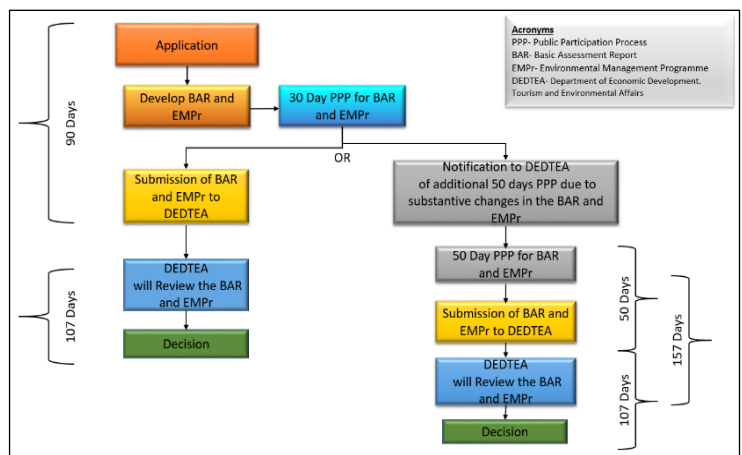 Acronyms
PPP- Public Participation Process
BAR- Basic Assessment Report
EMPr- Environmental Management Programme
DEDTEA- Department of Economic Development.
Tourism and Environmental Affairs
Application
Develop BAR and
EMPr
30 Day PPP for BAR
and EMPr
90 Days
OR
Submission of BAR
and EMPr to
DEDTEA
Notification to DEDTEA
of additional 50 days PPP due to
substantive changes in the BAR and
EMPr
DEDTEA
will Review the BAR
and EMPr
107 Days
Decision
50 Day PPP for BAR
and EMPr
50 Days
Submission of BAR and
EMPr to DEDTEA
157 Days
DEDTEA
will Review the BAR
and EMPr
107 Days
Decision